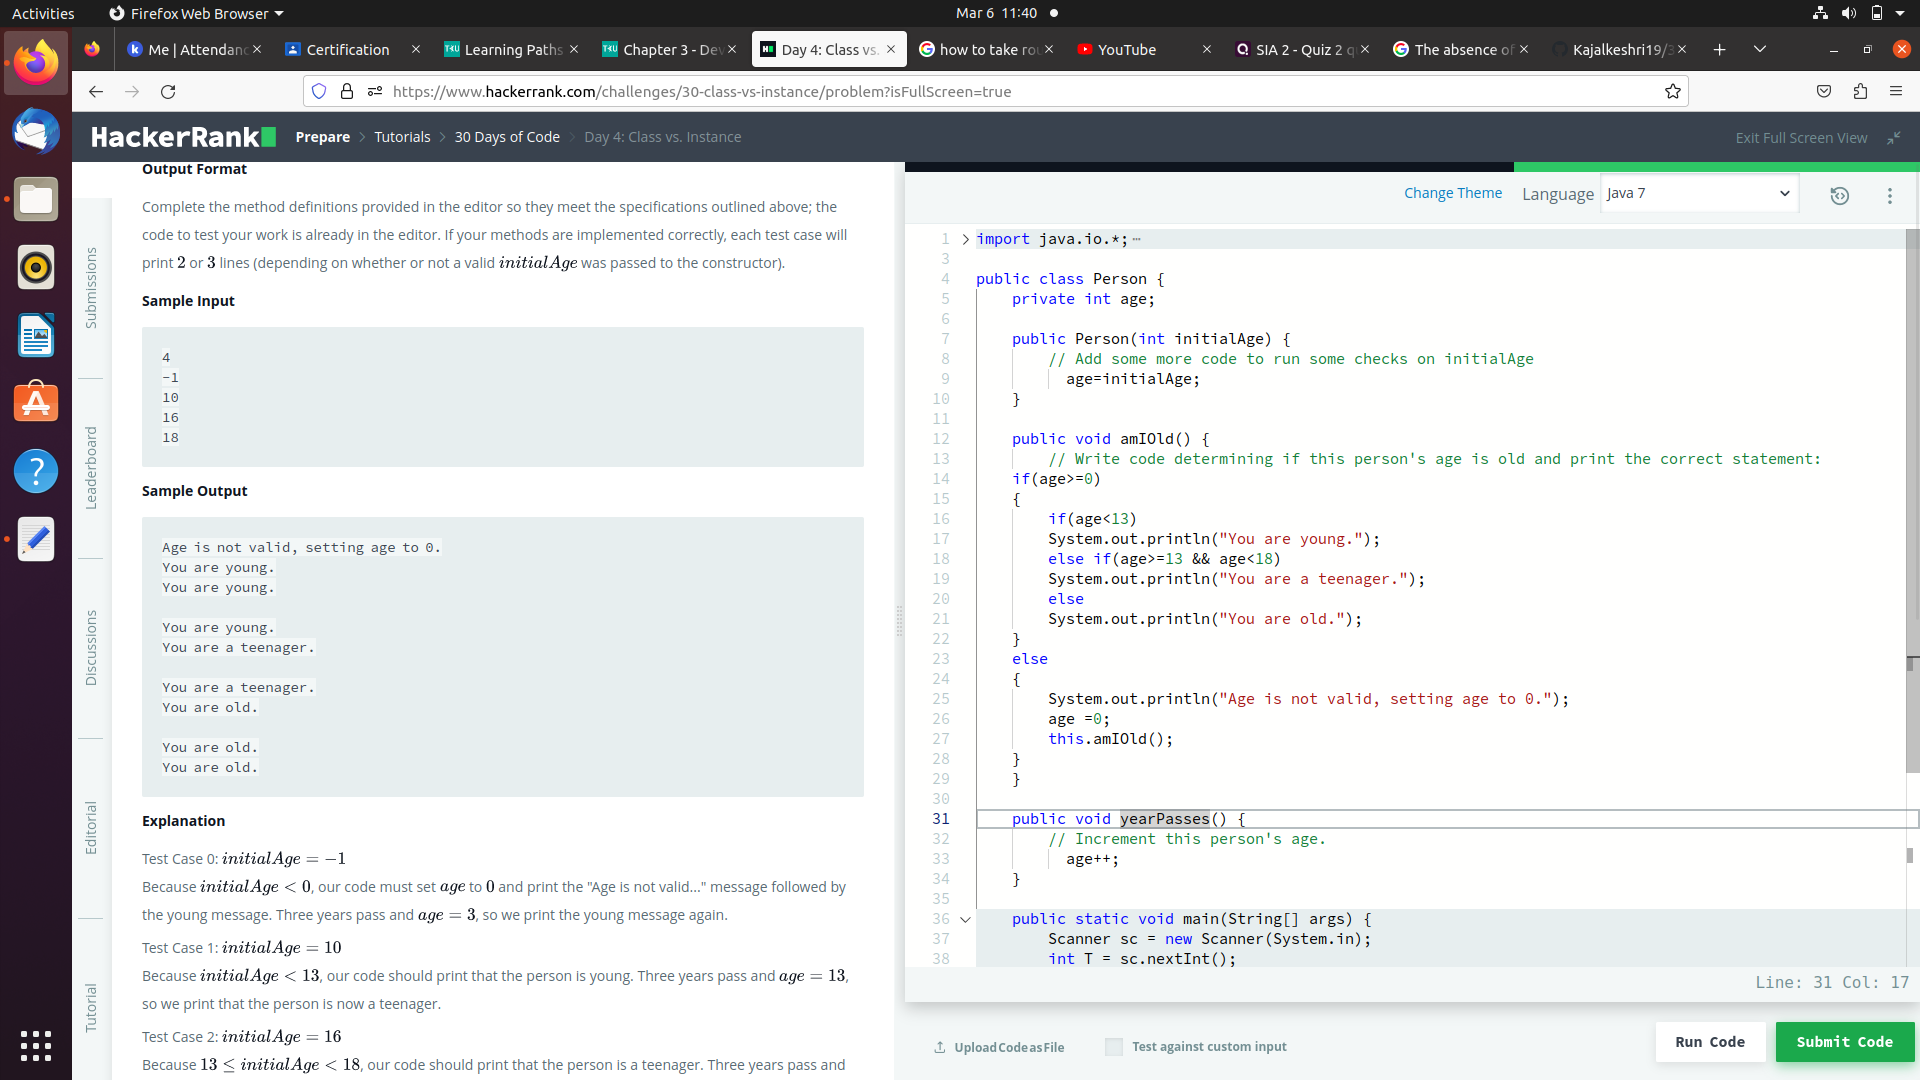 Activities
Firefox Web Browser
Mar 6 11:40
Me | Attendanc
Certification
Learning Paths
Chapter 3 - Dev
Day 4: Class vs.
how to take ro
YouTube
SIA 2 - Quiz 2 q
The absence of
Kajalkeshri19/3
https://www.hackerrank.com/challenges/30-class-vs-instance/problem?isFullScreen=true
HackerRank
Prepare > Tutorials > 30 Days of Code > Day 4: Class vs. Instance
Exit Full Screen View
Submissions
Leaderboard
Discussions
Editorial
Tutorial
Output Format
Complete the method definitions provided in the editor so they meet the specifications outlined above; the
code to test your work is already in the editor. If your methods are implemented correctly, each test case will
print 2 or 3 lines (depending on whether or not a valid initialAge was passed to the constructor).
Sample Input
4
-1
10
16
18
Sample Output
Age is not valid, setting age to 0.
You are young.
You are young.
You are young.
You are a teenager.
You are a teenager.
You are old.
You are old.
You are old.
Explanation
Test Case 0: initialAge = −1
Because initialAge < 0, our code must set age to 0 and print the "Age is not valid..." message followed by
the young message. Three years pass and age = 3, so we print the young message again.
Test Case 1: initialAge = 10
Because initialAge < 13, our code should print that the person is young. Three years pass and age = 13,
so we print that the person is now a teenager.
Test Case 2: initialAge = 16
Because 13 ≤ initialAge < 18, our code should print that the person is a teenager. Three years pass and
Change Theme
Language
Java 7
1 import java.io.*;⋯
3
4 public class Person {
5 private int age;
6
7 public Person(int initialAge) {
8 // Add some more code to run some checks on initialAge
9 age=initialAge;
10 }
11
12 public void amIOld() {
13 // Write code determining if this person's age is old and print the correct statement:
14 if(age>=0)
15 {
16 if(age<13)
17 System.out.println("You are young.");
18 else if(age>=13 && age<18)
19 System.out.println("You are a teenager.");
20 else
21 System.out.println("You are old.");
22 }
23 else
24 {
25 System.out.println("Age is not valid, setting age to 0.");
26 age =0;
27 this.amIOld();
28 }
29 }
30
31 public void yearPasses() {
32 // Increment this person's age.
33 age++;
34 }
35
36 public static void main(String[] args) {
37 Scanner sc = new Scanner(System.in);
38 int T = sc.nextInt();
Line: 31 Col: 17
Upload Code as File
Test against custom input
Run Code
Submit Code